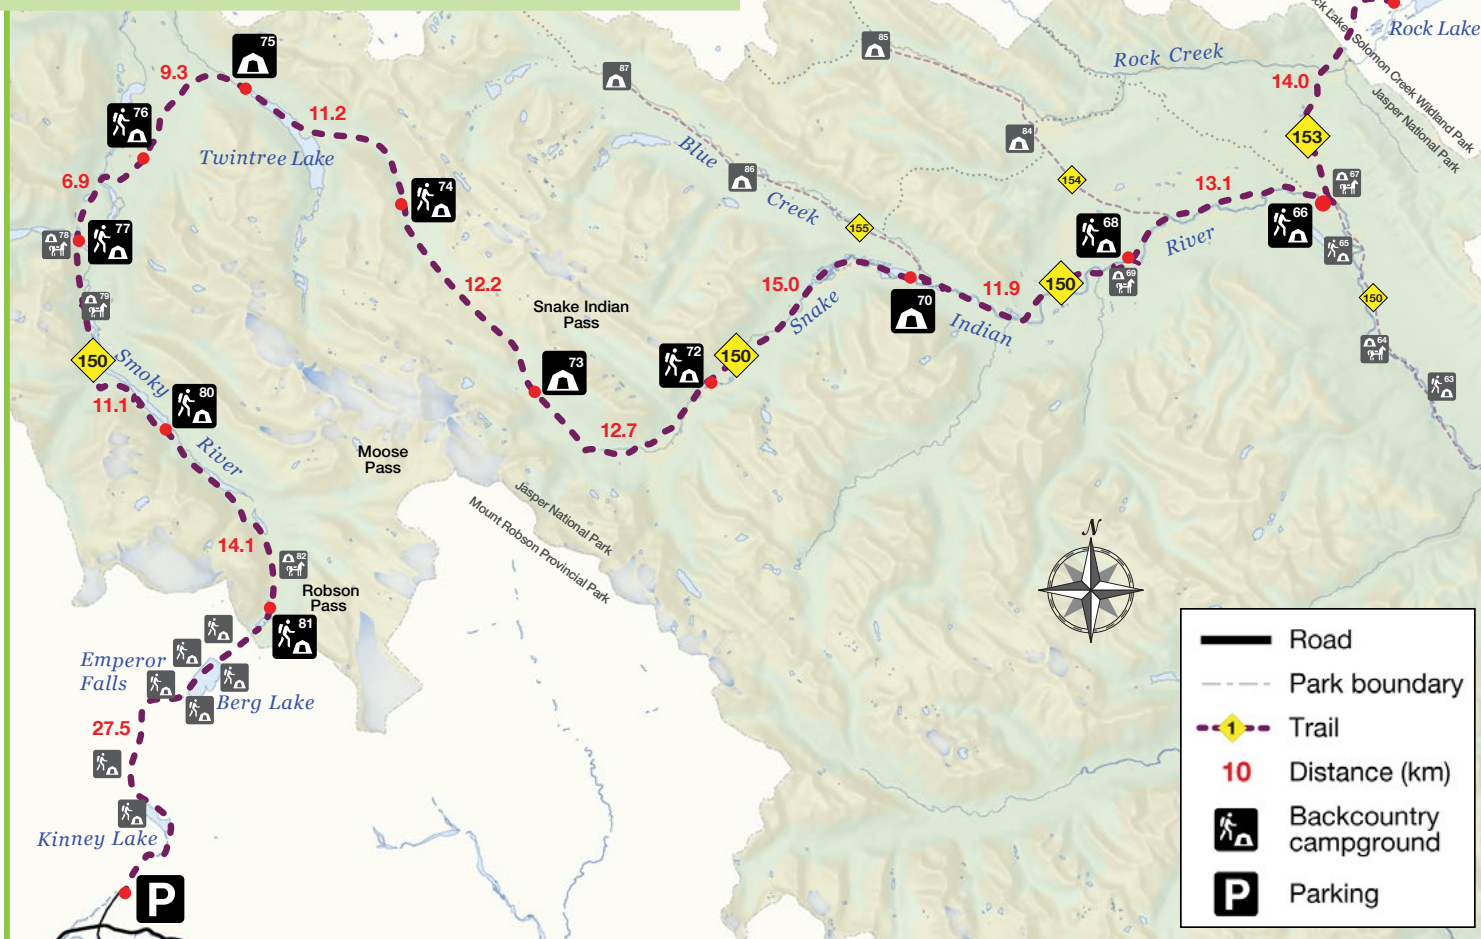 ck Lake - Solomon Creek Wildland Park
Rock Lake
85
Rock Creek
75
9.3
87
14.0
Jasper National Park
76
11.2
84
153
Twintree Lake
Blue
86
154
67
6.9
74
Creek
13.1
66
77
78
155
68
River
65
12.2
15.0
70
11.9
150
69
79
Snake Indian
Pass
Snake
Indian
150
150
Smoky
73
72
150
64
80
11.1
12.7
63
River
Moose
Pass
Jasper National Park
Mount Robson Provincial Park
N
14.1
82
Robson
Pass
81
Emperor
Falls
Berg Lake
27.5
Kinney Lake
P
Road
Park boundary
1
Trail
10
Distance (km)
Backcountry
campground
P
Parking